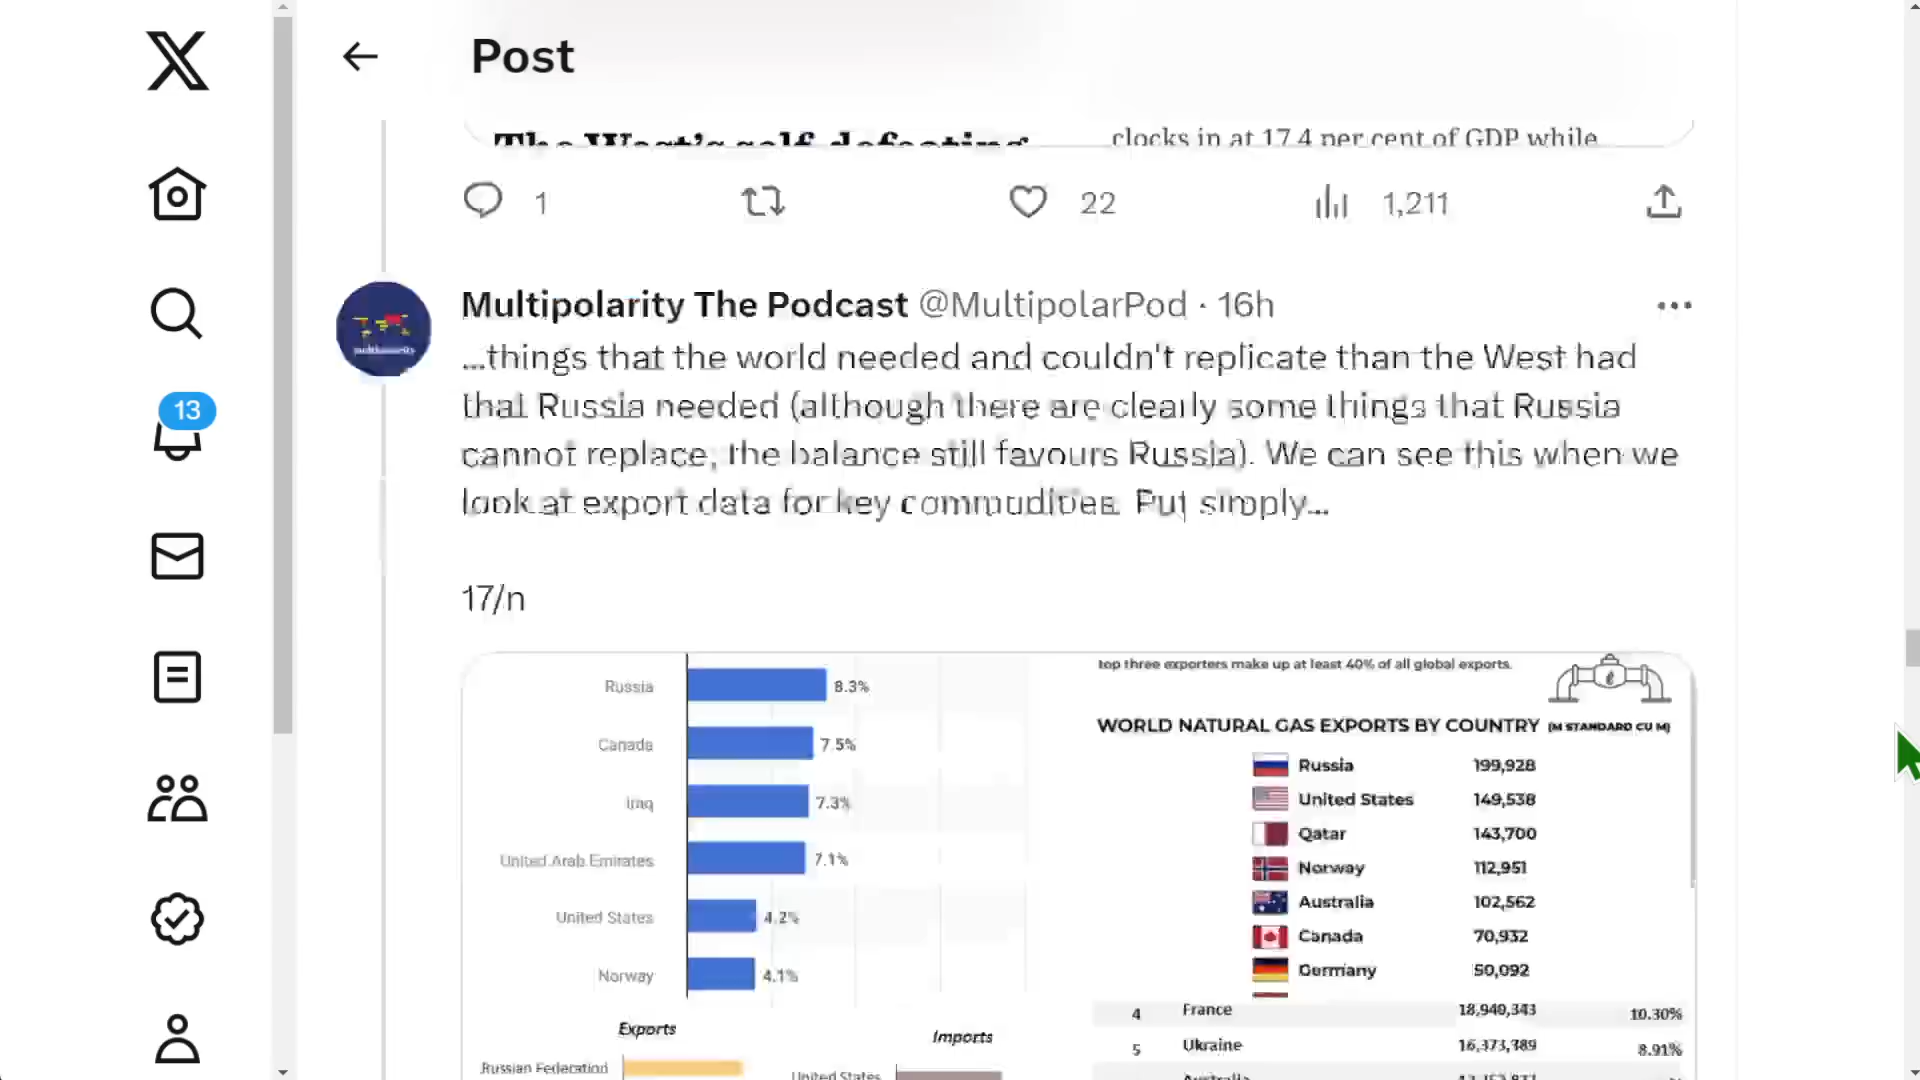 Post
The West's self-defeating
clocks in at 17.4 per cent of GDP while
1
22
1,211
Multipolarity The Podcast @MultipolarPod · 16h
...things that the world needed and couldn't replicate than the West had
that Russia needed (although there are clearly some things that Russia
cannot replace, the balance still favours Russia). We can see this when we
look at export data for key commodities. Put simply...
17/n
13
Russia 8.3%
Canada 7.5%
Iraq 7.3%
United Arab Emirates 7.1%
United States 4.2%
Norway 4.1%
top three exporters make up at least 40% of all global exports.
WORLD NATURAL GAS EXPORTS BY COUNTRY (M STANDARD CU M)
Russia 199,928
United States 149,538
Qatar 143,700
Norway 112,951
Australia 102,562
Canada 70,932
Germany 50,092
Exports
Imports
Russian Federation
United States
4 France 18,940,343 10.30%
5 Ukraine 16,373,389 8.91%
Australia